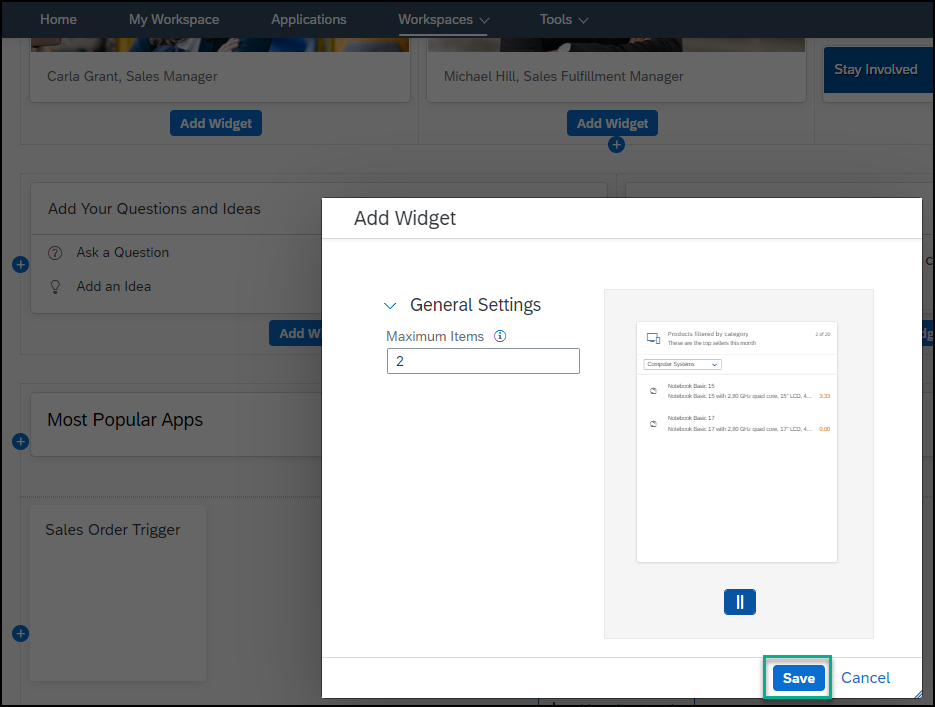 Home My Workspace Applications Workspaces Tools
Carla Grant, Sales Manager
Michael Hill, Sales Fulfillment Manager
Stay Involved
Add Widget
Add Widget
Add Your Questions and Ideas
Ask a Question
Add an Idea
Add W
Most Popular Apps
Sales Order Trigger
Add Widget
General Settings
Maximum Items
2
Products filtered by category 2 of 20
These are the top sellers this month
Computer Systems
Notebook Basic 15
Notebook Basic 15 with 2,80 GHz quad core, 15" LCD, 4... 3.33
Notebook Basic 17
Notebook Basic 17 with 2,80 GHz quad core, 17" LCD, 4... 0.00
Save Cancel